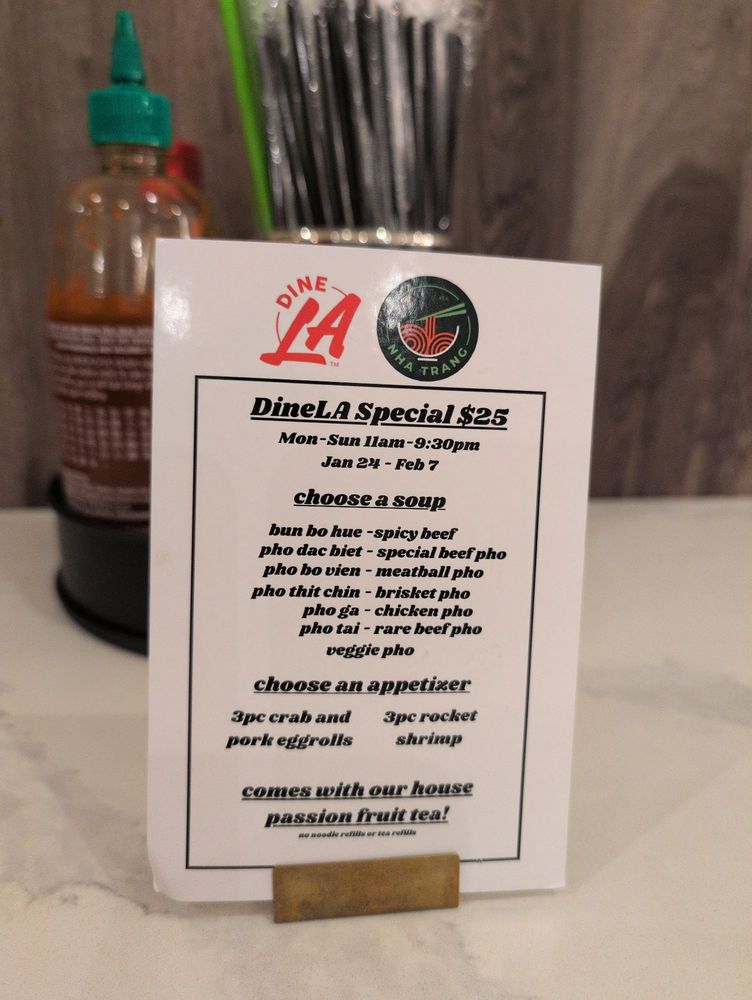 DINE
LA
TM
NHA TRANG
DineLA Special $25
Mon-Sun 11am-9:30pm
Jan 24 - Feb 7
choose a soup
bun bo hue -spicy beef
pho dac biet - special beef pho
pho bo vien - meatball pho
pho thit chin - brisket pho
pho ga - chicken pho
pho tai - rare beef pho
veggie pho
choose an appetizer
3pc crab and
pork eggrolls
3pc rocket
shrimp
comes with our house
passion fruit tea!
no noodle refills or tea refills